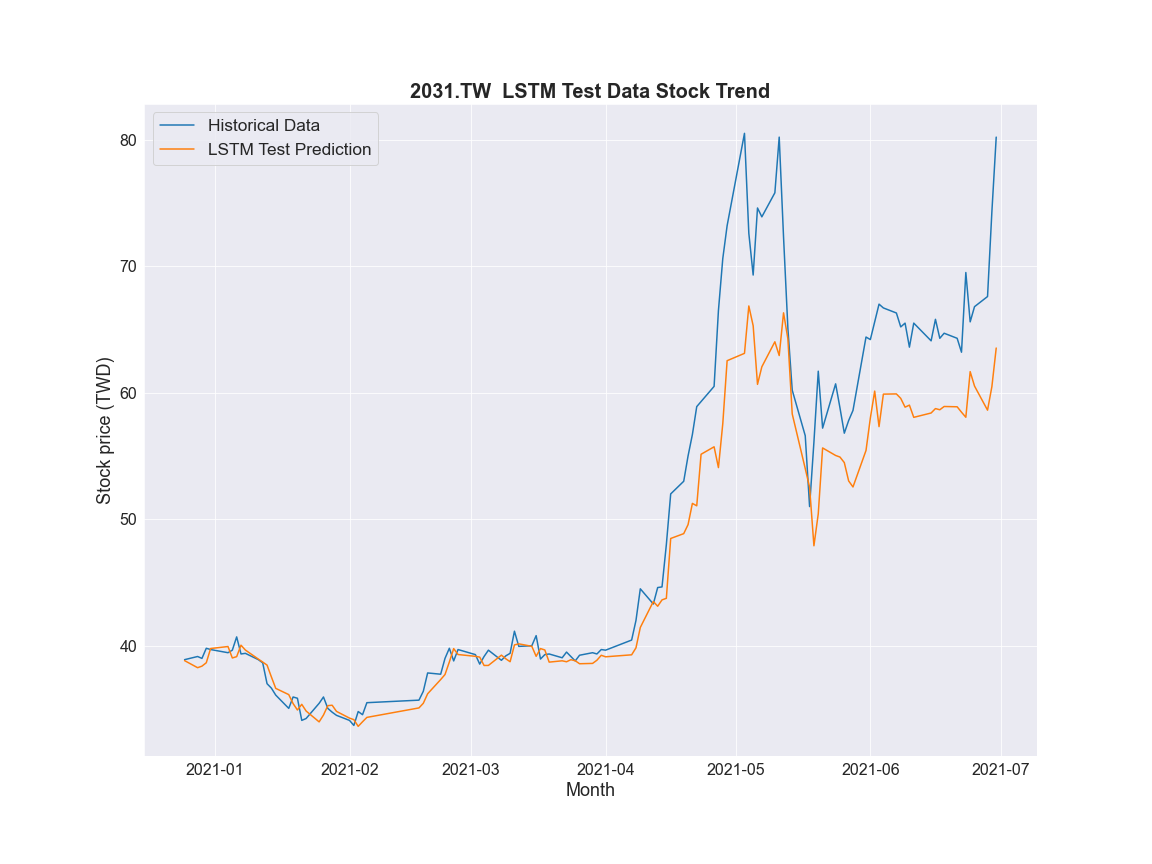 2031.TW  LSTM Test Data Stock Trend
Historical Data
LSTM Test Prediction
80
70
60
50
40
Stock price (TWD)
2021-01 2021-02 2021-03 2021-04 2021-05 2021-06 2021-07
Month